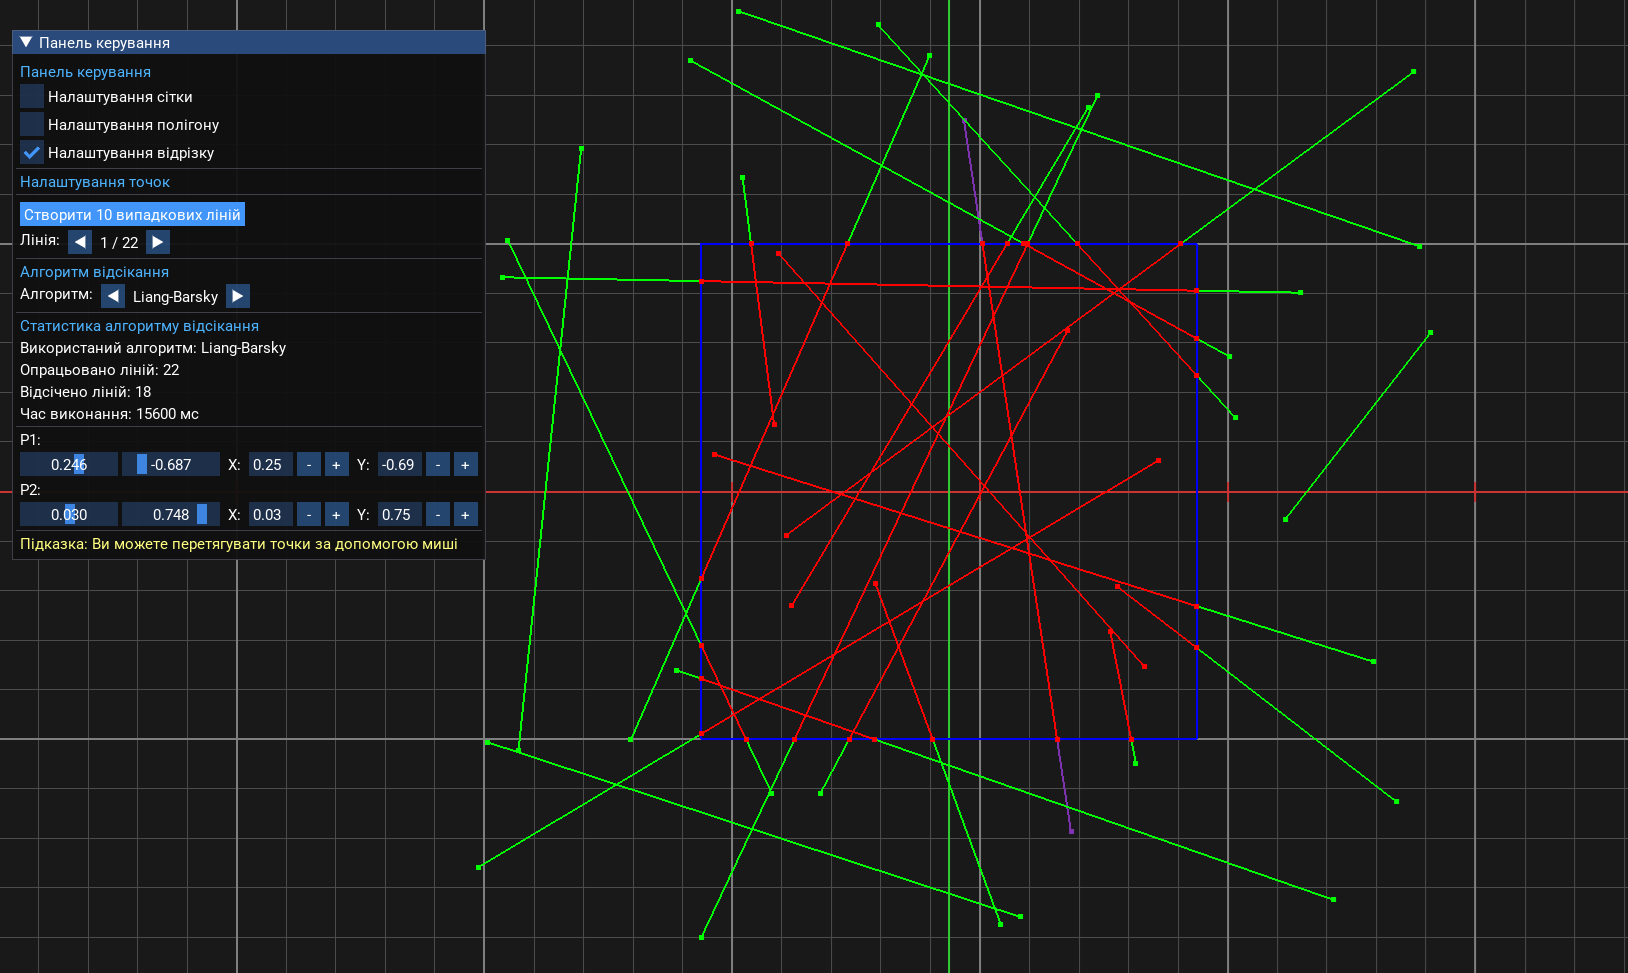 Панель керування
Панель керування
Налаштування сітки
Налаштування полігону
Налаштування відрізку
Налаштування точок
Створити 10 випадкових ліній
Лінія: 1 / 22
Алгоритм відсікання
Алгоритм: Liang-Barsky
Статистика алгоритму відсікання
Використаний алгоритм: Liang-Barsky
Опрацьовано ліній: 22
Відсічено ліній: 18
Час виконання: 15600 мс
P1:
0.246 -0.687 X: 0.25 - + Y: -0.69 - +
P2:
0.030 0.748 X: 0.03 - + Y: 0.75 - +
Підказка: Ви можете перетягувати точки за допомогою миші